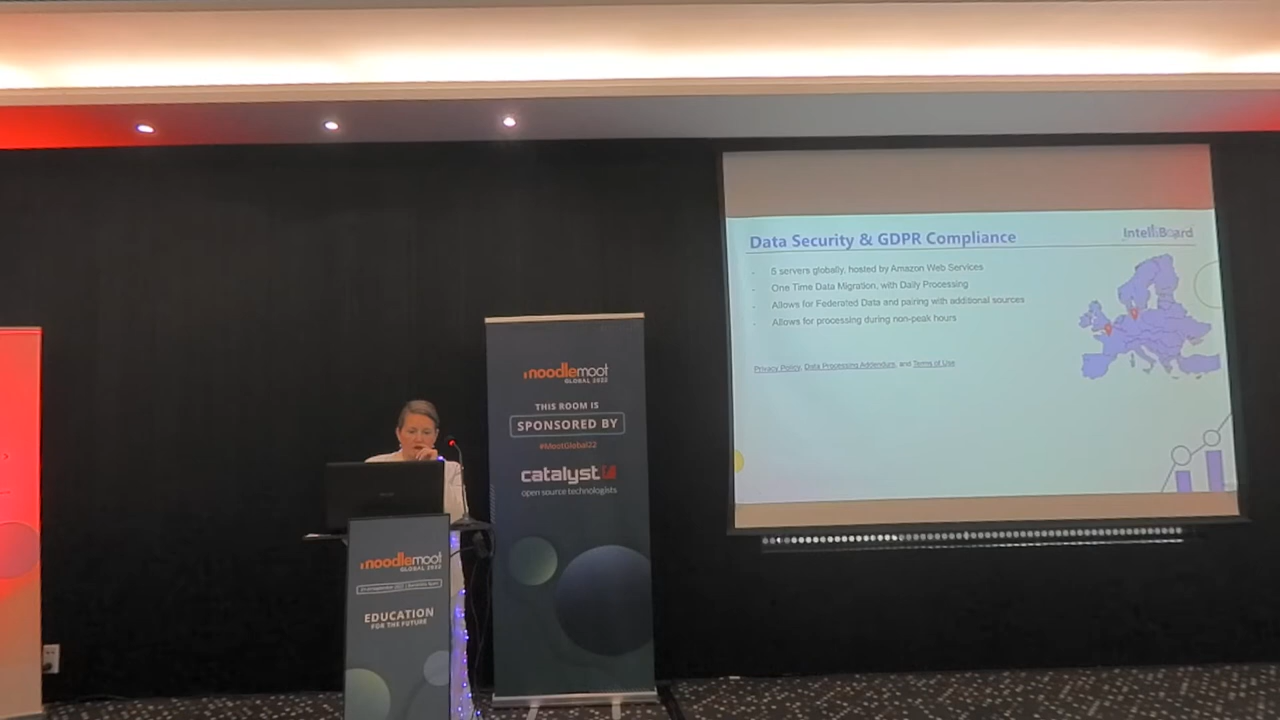 moodlemoot
GLOBAL 2022
THIS ROOM IS
SPONSORED BY
#MootGlobal22
catalyst
open source technologists
moodlemoot
GLOBAL 2022
EDUCATION
FOR THE FUTURE
Data Security & GDPR Compliance
IntelliBoard
servers globally, hosted by Amazon Web Services
One Time Data Migration, with Daily Processing
Allows for Federated Data and pairing with additional sources
Allows for processing during non-peak hours
Privacy Policy, Data Processing Addendum, and Terms of Use